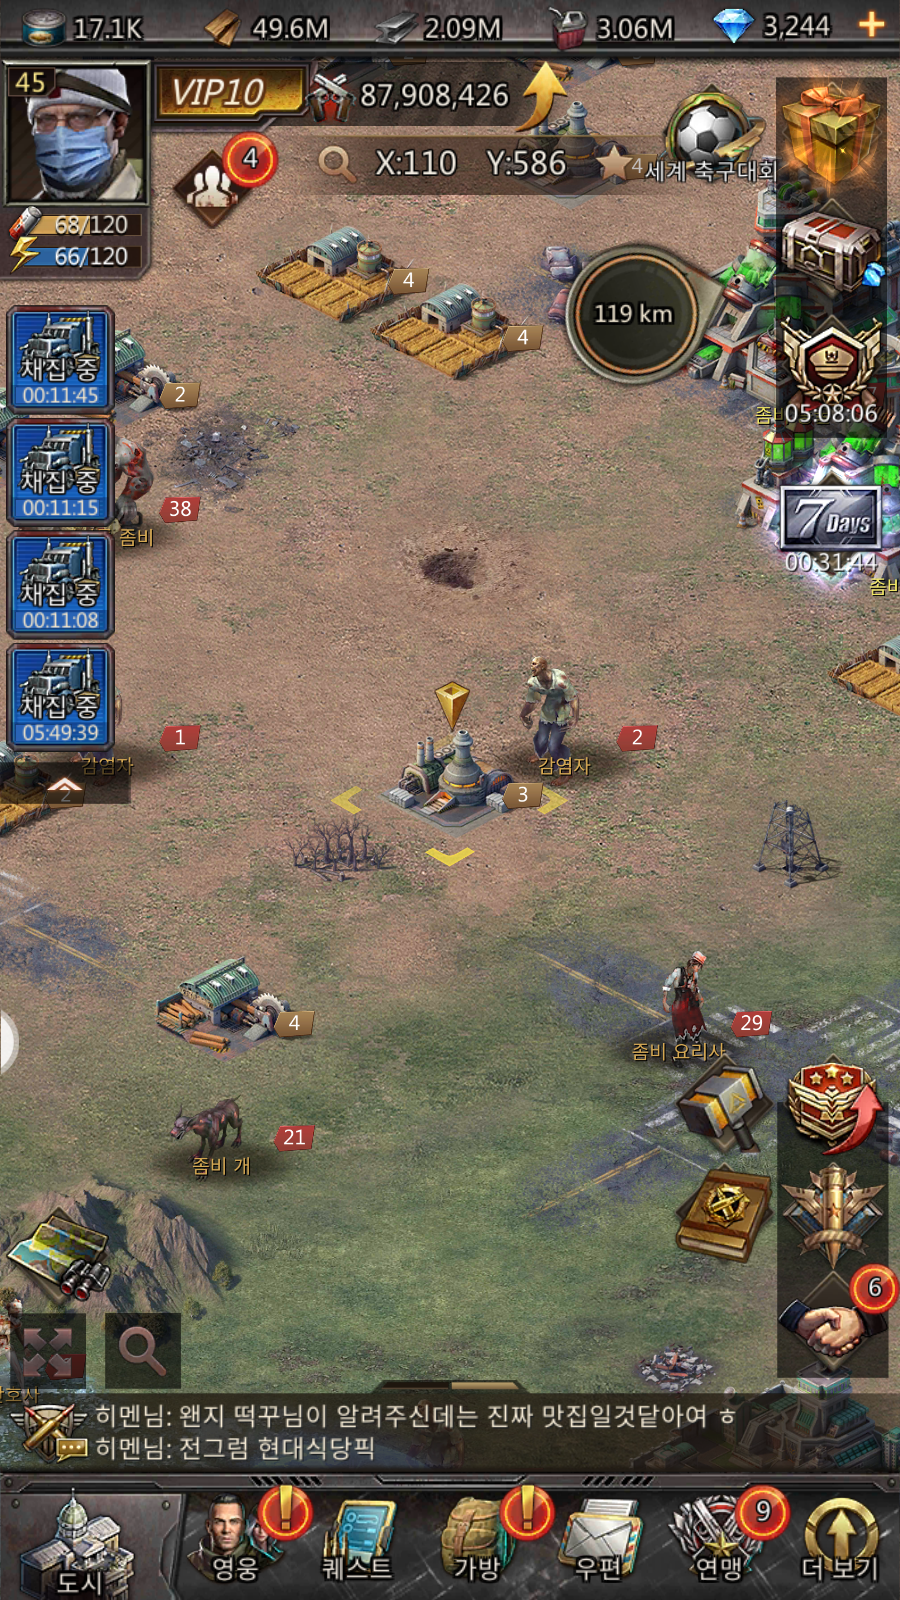 17.1K 49.6M 2.09M 3.06M 3,244
45
VIP10
87,908,426
4
X:110 Y:586
4
세계 축구대회
68/120
66/120
4
119 km
4
채집 중
00:11:45
2
좀비
05:08:06
채집 중
00:11:15
38
좀비
7 Days
00:31:44
좀비
채집 중
00:11:08
채집 중
05:49:39
1
감염자
2
감염자
2
3
4
29
좀비 요리사
21
좀비 개
6
호사
히멘님: 왠지 떡꾸님이 알려주신데는 진짜 맛집일것닫아여 ㅎ
히멘님: 전그럼 현대식당픽
9
도시
영웅
퀘스트
가방
우편
연맹
더 보기